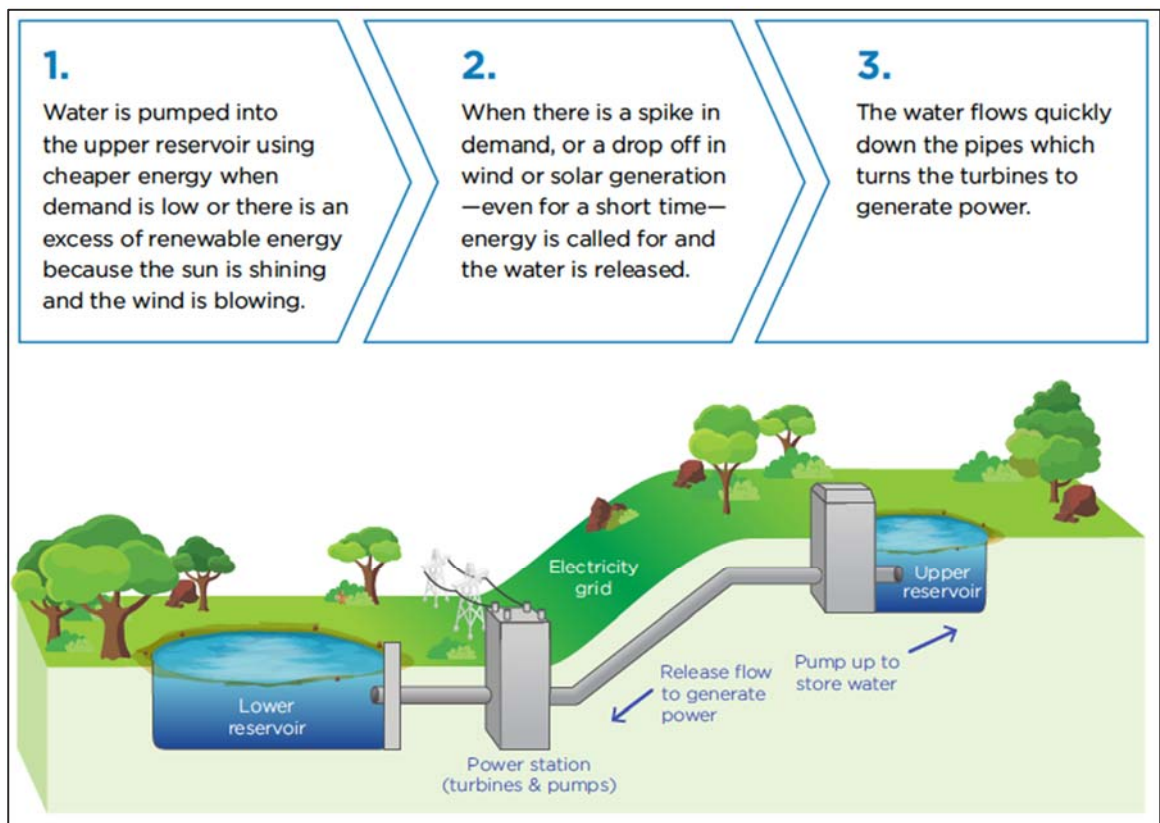 1.
Water is pumped into
the upper reservoir using
cheaper energy when
demand is low or there is an
excess of renewable energy
because the sun is shining
and the wind is blowing.
2.
When there is a spike in
demand, or a drop off in
wind or solar generation
—even for a short time—
energy is called for and
the water is released.
3.
The water flows quickly
down the pipes which
turns the turbines to
generate power.
Electricity
grid
Upper
reservoir
Release flow
to generate
power
Pump up to
store water
Lower
reservoir
Power station
(turbines & pumps)